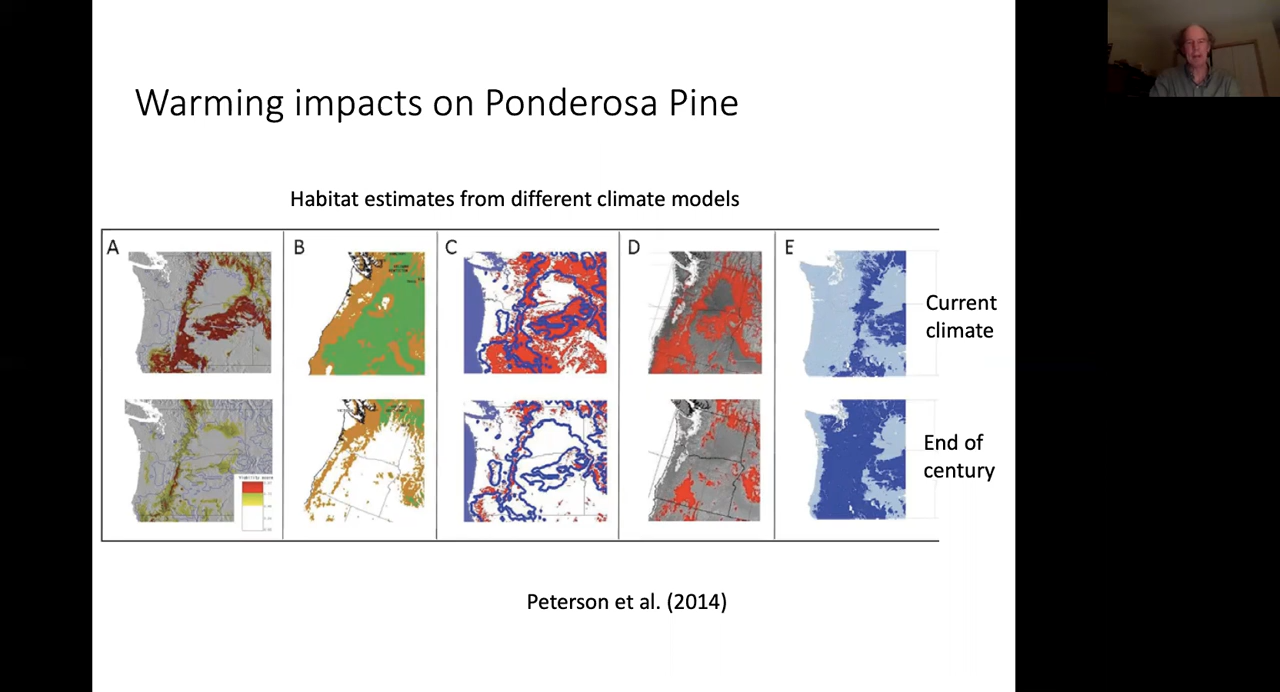 Warming impacts on Ponderosa Pine
Habitat estimates from different climate models
A
B
C
D
E
Current
climate
End of
century
Peterson et al. (2014)